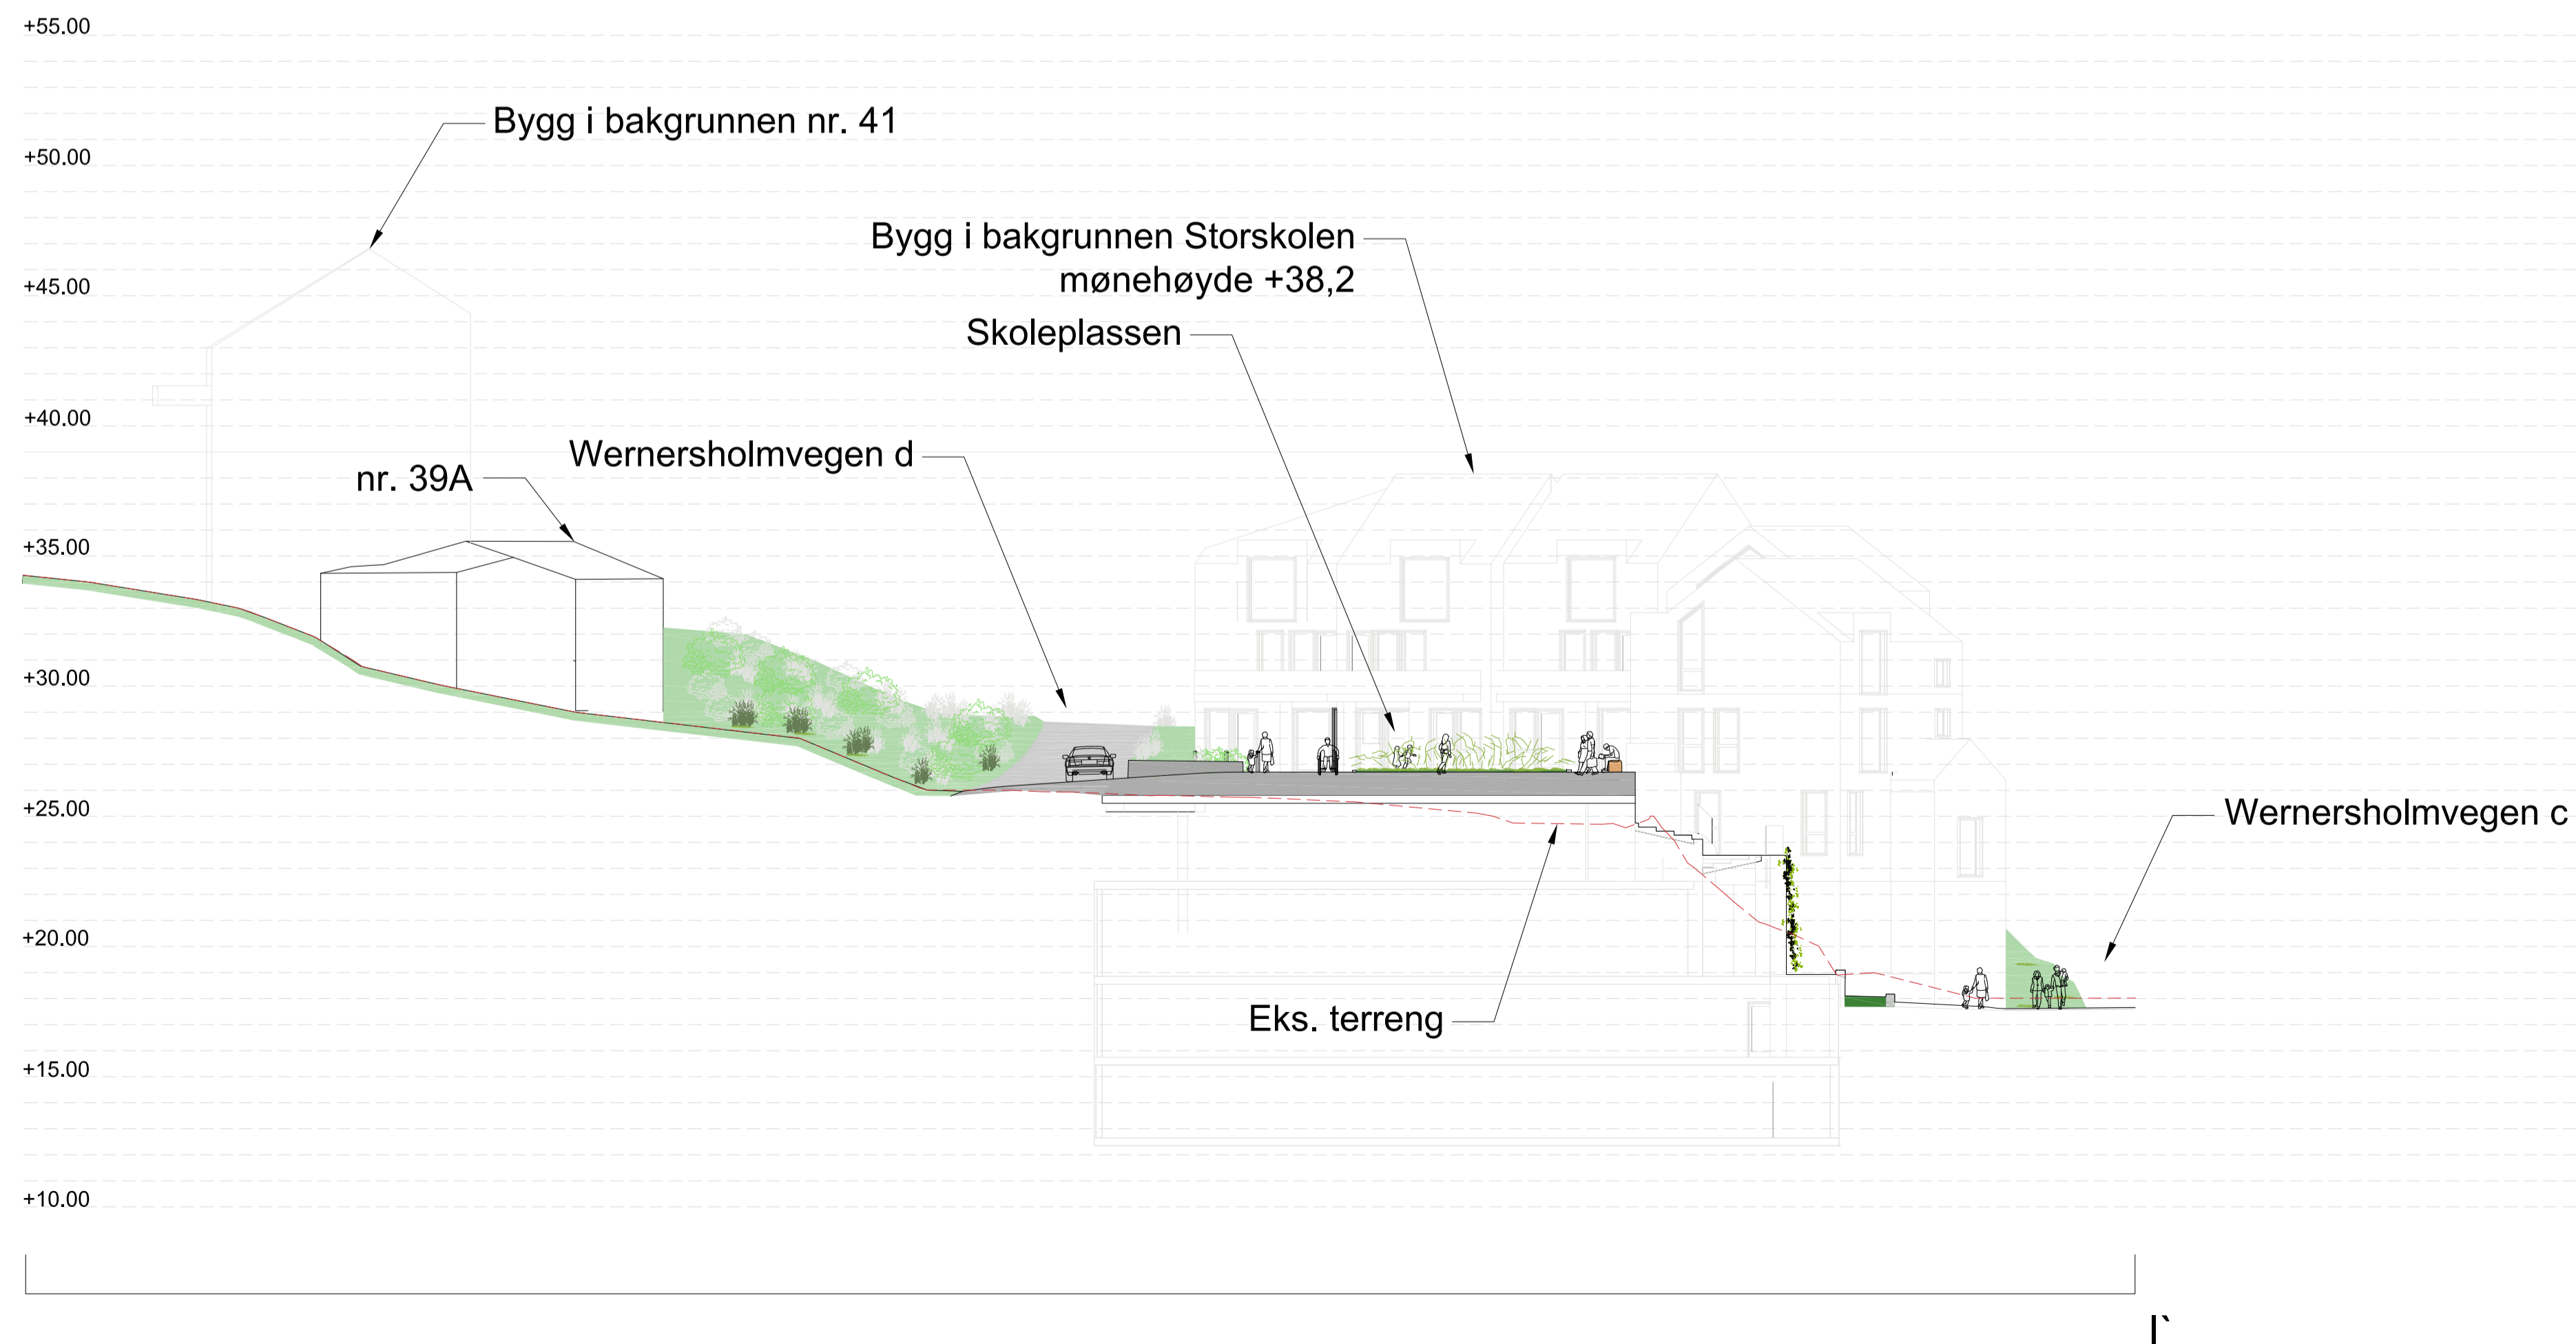 +55.00
Bygg i bakgrunnen nr. 41
+50.00
Bygg i bakgrunnen Storskolen
mønehøyde +38,2
+45.00
Skoleplassen
+40.00
Wernersholmvegen d
nr. 39A
+35.00
+30.00
+25.00
Wernersholmvegen c
+20.00
Eks. terreng
+15.00
+10.00